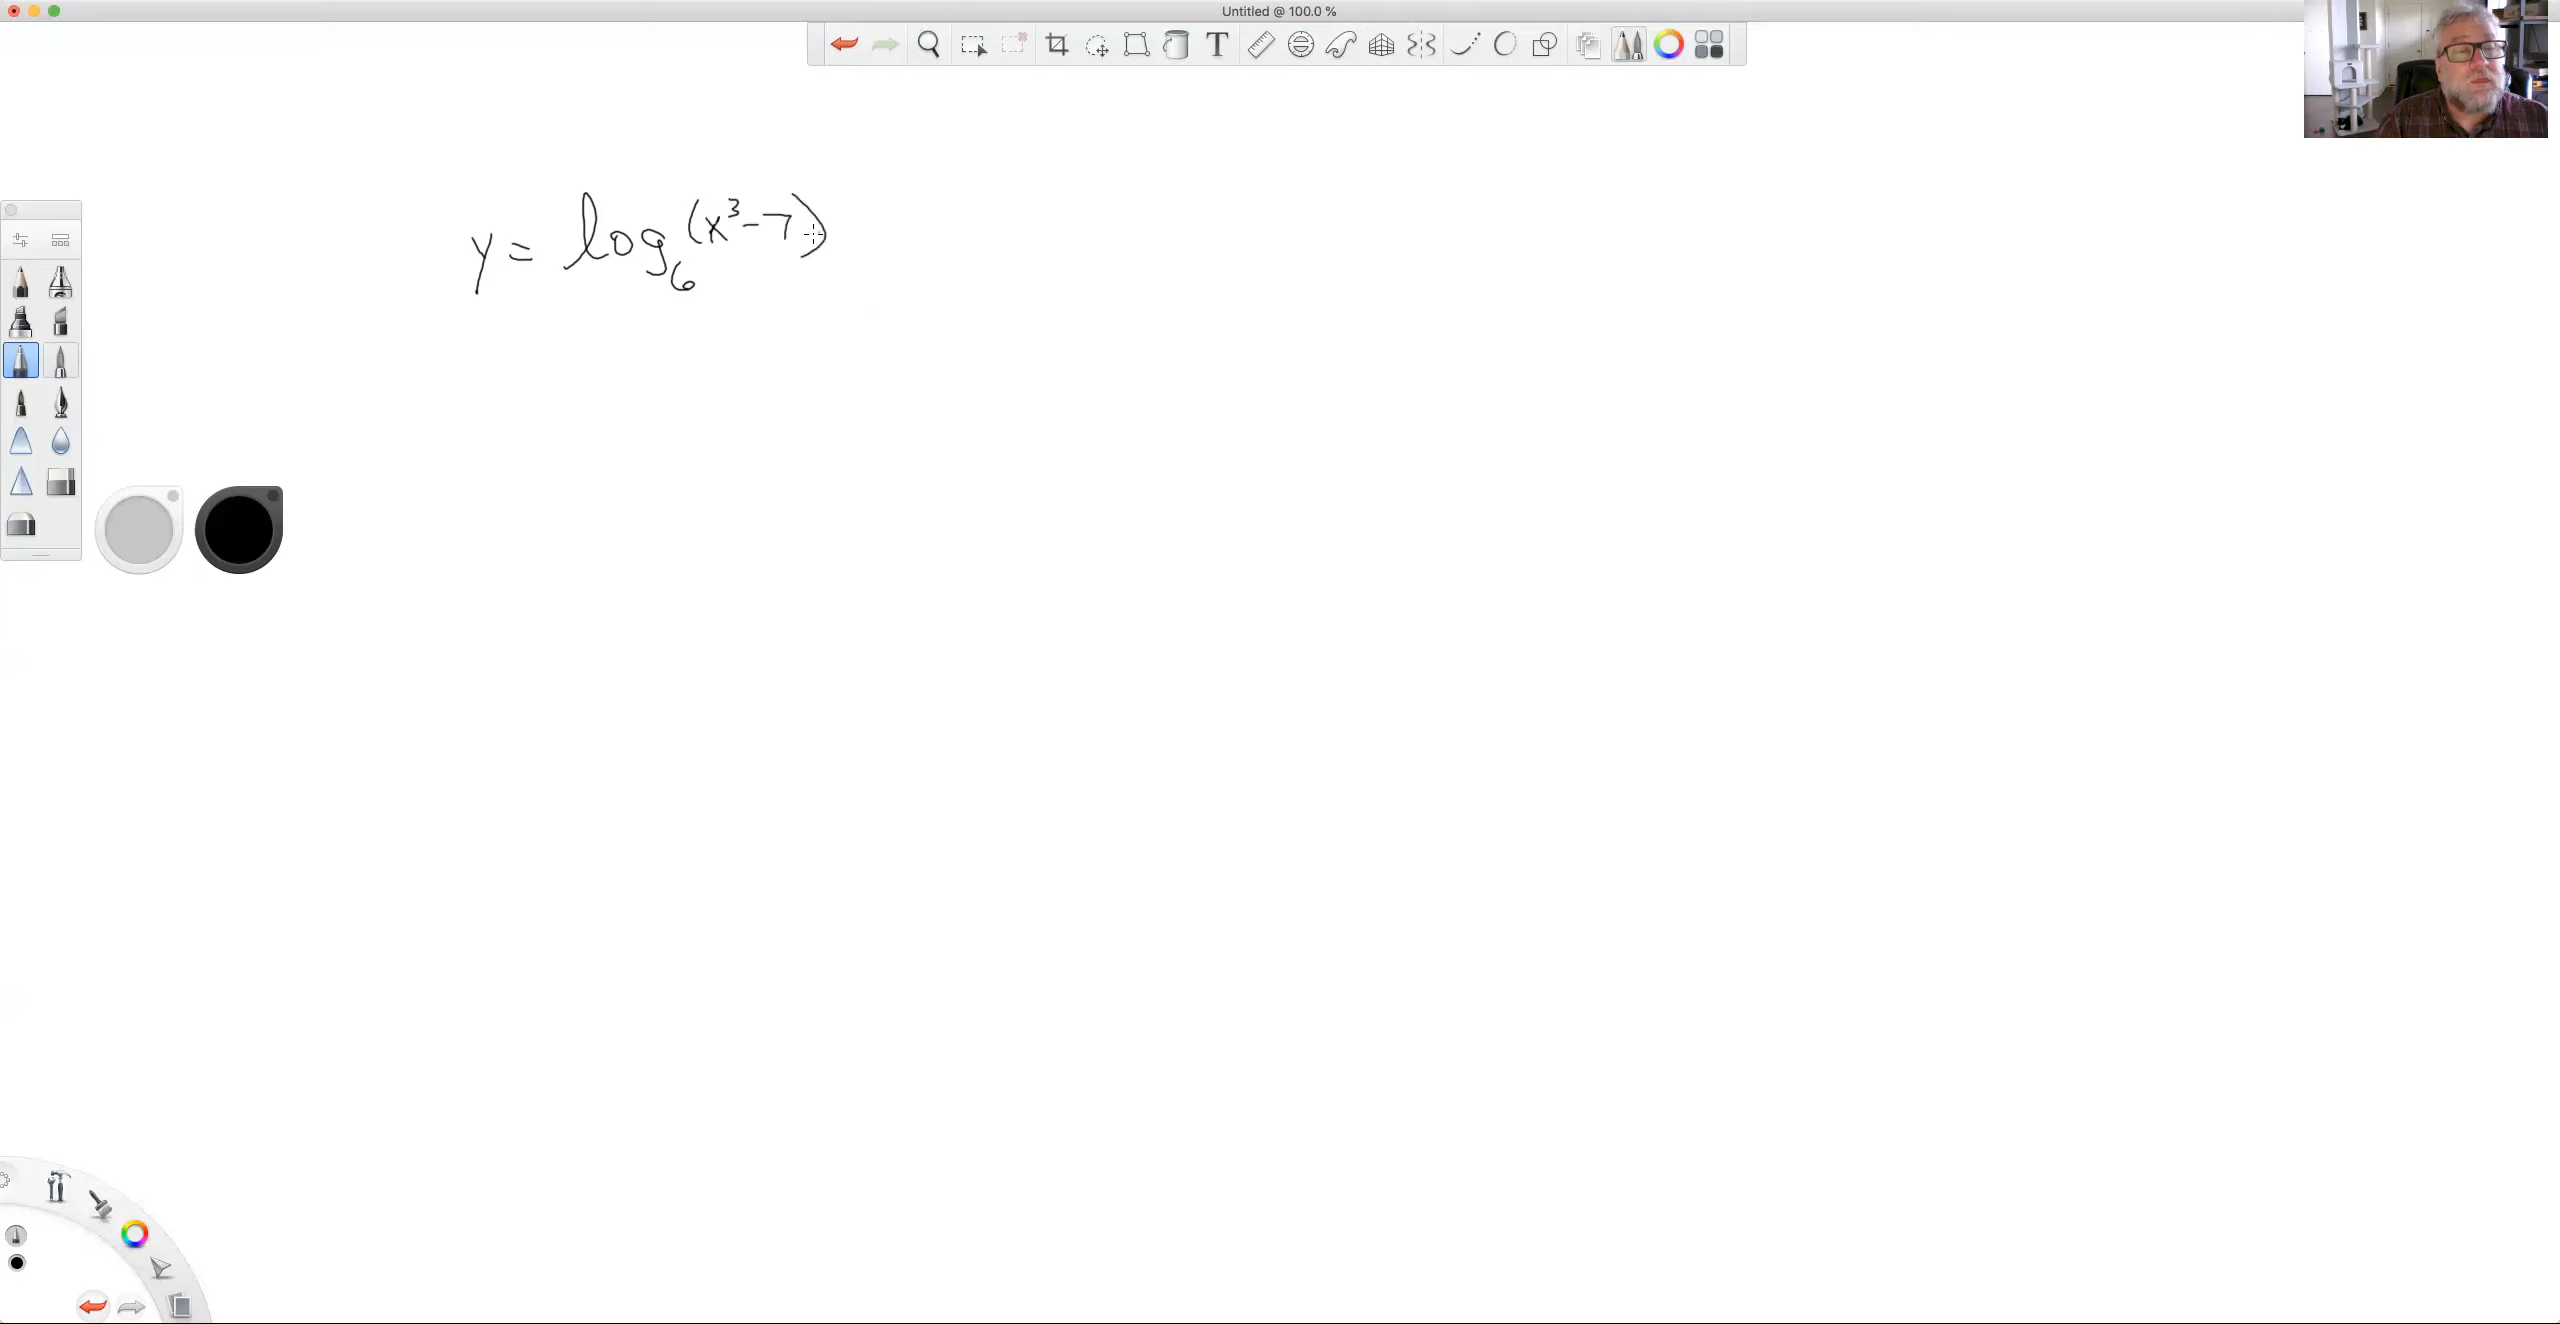 Untitled @ 100.0 %
T
y = log₆(x³-7)